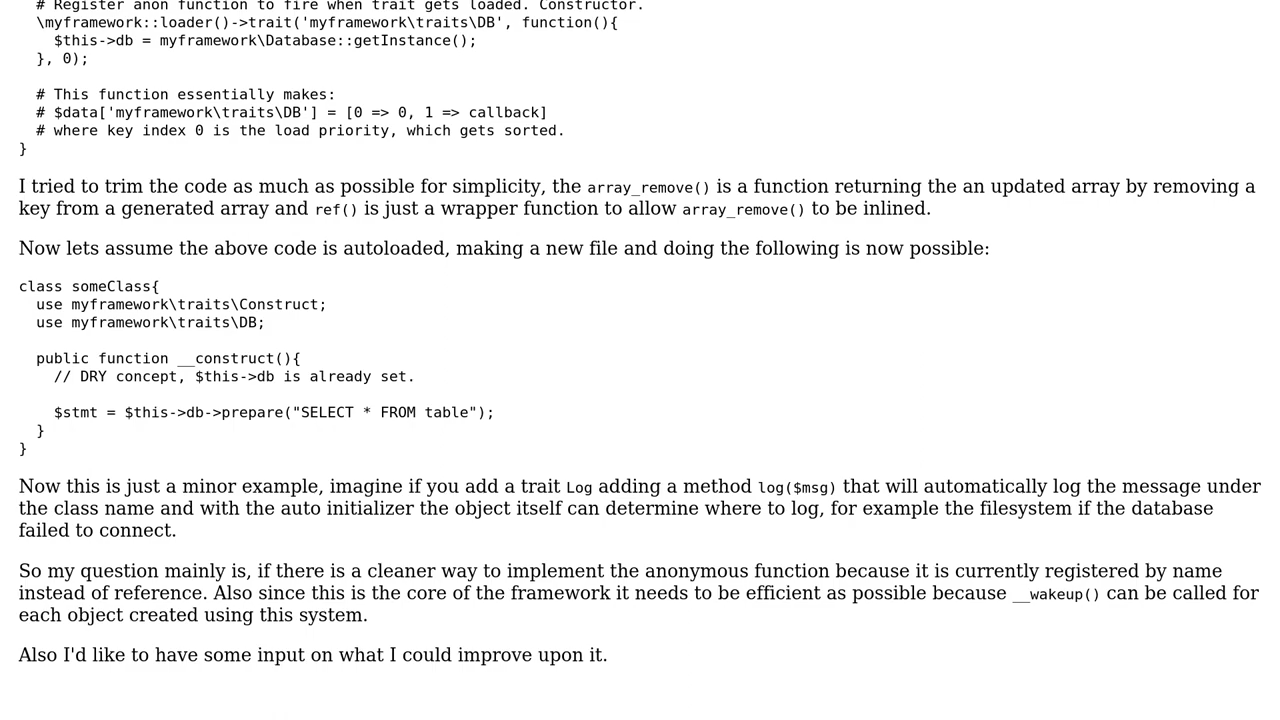 # Register anon function to fire when trait gets loaded. Constructor.
\myframework::loader()->trait('myframework\traits\DB', function(){
$this->db = myframework\Database::getInstance();
}, 0);
# This function essentially makes:
# $data['myframework\traits\DB'] = [0 => 0, 1 => callback]
# where key index 0 is the load priority, which gets sorted.
}
I tried to trim the code as much as possible for simplicity, the array_remove() is a function returning the an updated array by removing a
key from a generated array and ref() is just a wrapper function to allow array_remove() to be inlined.
Now lets assume the above code is autoloaded, making a new file and doing the following is now possible:
class someClass{
use myframework\traits\Construct;
use myframework\traits\DB;
public function __construct(){
// DRY concept, $this->db is already set.
$stmt = $this->db->prepare("SELECT * FROM table");
}
}
Now this is just a minor example, imagine if you add a trait Log adding a method log($msg) that will automatically log the message under
the class name and with the auto initializer the object itself can determine where to log, for example the filesystem if the database
failed to connect.
So my question mainly is, if there is a cleaner way to implement the anonymous function because it is currently registered by name
instead of reference. Also since this is the core of the framework it needs to be efficient as possible because __wakeup() can be called for
each object created using this system.
Also I'd like to have some input on what I could improve upon it.